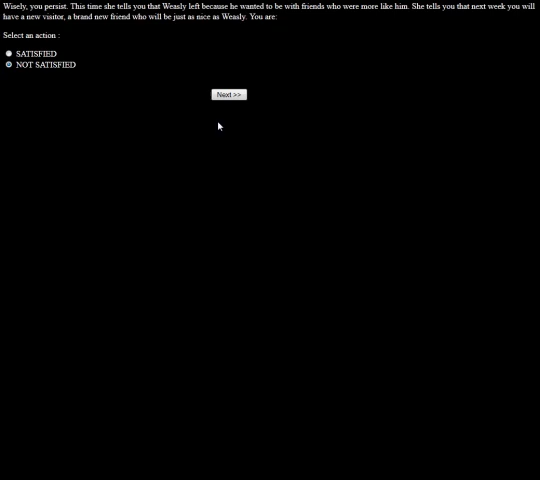 Wisely, you persist. This time she tells you that Weasly left because he wanted to be with friends who were more like him. She tells you that next week you will
have a new visitor, a brand new friend who will be just as nice as Weasly. You are:
Select an action :
SATISFIED
NOT SATISFIED
Next >>